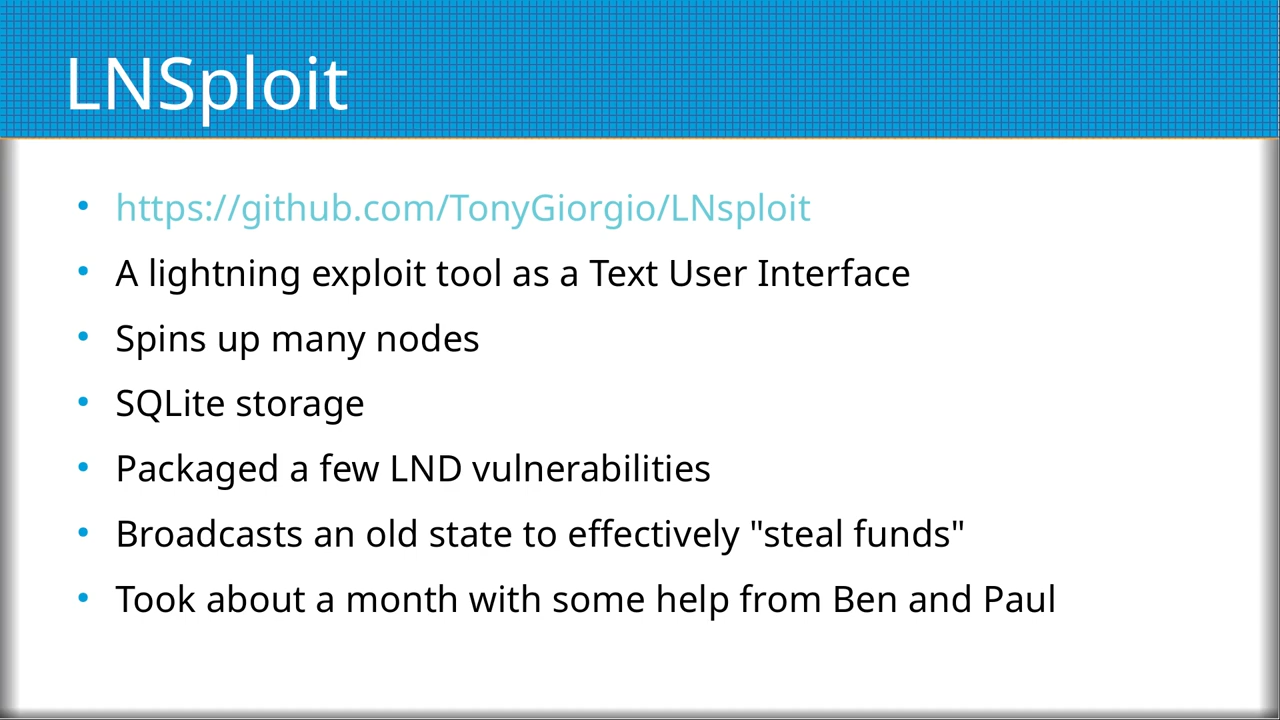 LNSploit
• https://github.com/TonyGiorgio/LNsploit
• A lightning exploit tool as a Text User Interface
• Spins up many nodes
• SQLite storage
• Packaged a few LND vulnerabilities
• Broadcasts an old state to effectively "steal funds"
• Took about a month with some help from Ben and Paul